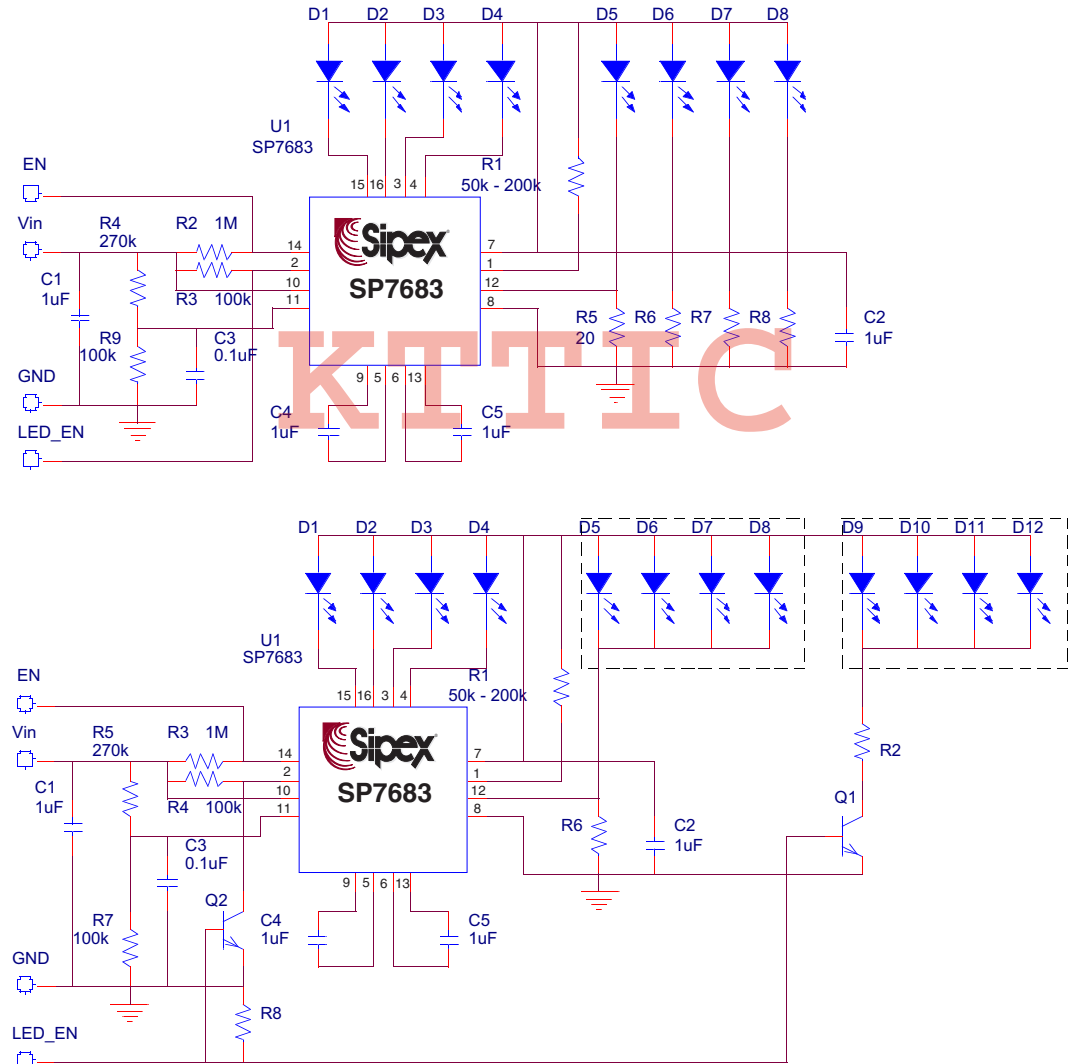 D1 D2 D3 D4 D5 D6 D7 D8
U1
SP7683
R1
50k - 200k
EN
15 16 3 4
Vin
R4
270k
R2 1M
Sipex®
SP7683
14
2
10
11
7
1
12
8
C1
1uF
R3 100k
R9
100k
C3
0.1uF
R5
20
R6 R7 R8
C2
1uF
KTTIC
GND
9 5 6 13
C4
1uF
C5
1uF
LED_EN
D1 D2 D3 D4 D5 D6 D7 D8 D9 D10 D11 D12
U1
SP7683
R1
50k - 200k
EN
15 16 3 4
Vin
R5
270k
R3 1M
Sipex®
SP7683
14
2
10
11
7
1
12
8
R2
C1
1uF
R4 100k
Q1
R6
C2
1uF
C3
0.1uF
9 5 6 13
Q2
R7
100k
C4
1uF
C5
1uF
GND
R8
LED_EN